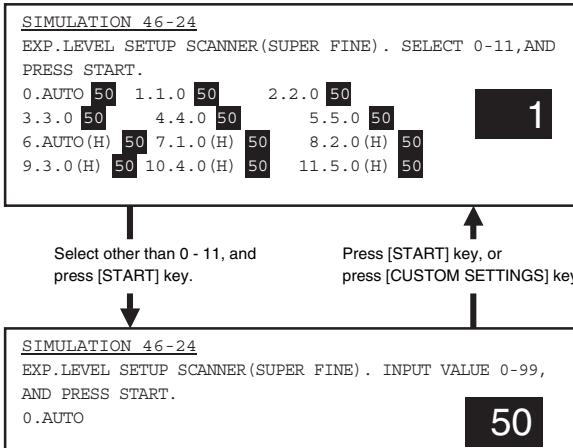 SIMULATION 46-24
EXP.LEVEL SETUP SCANNER(SUPER FINE). SELECT 0-11,AND
PRESS START.
0.AUTO 50 1.1.0 50 2.2.0 50
3.3.0 50 4.4.0 50 5.5.0 50
1
6.AUTO(H) 50 7.1.0(H) 50 8.2.0(H) 50
9.3.0(H) 50 10.4.0(H) 50 11.5.0(H) 50
Select other than 0 - 11, and
press [START] key.
Press [START] key, or
press [CUSTOM SETTINGS] key
SIMULATION 46-24
EXP.LEVEL SETUP SCANNER(SUPER FINE). INPUT VALUE 0-99,
AND PRESS START.
0.AUTO
50